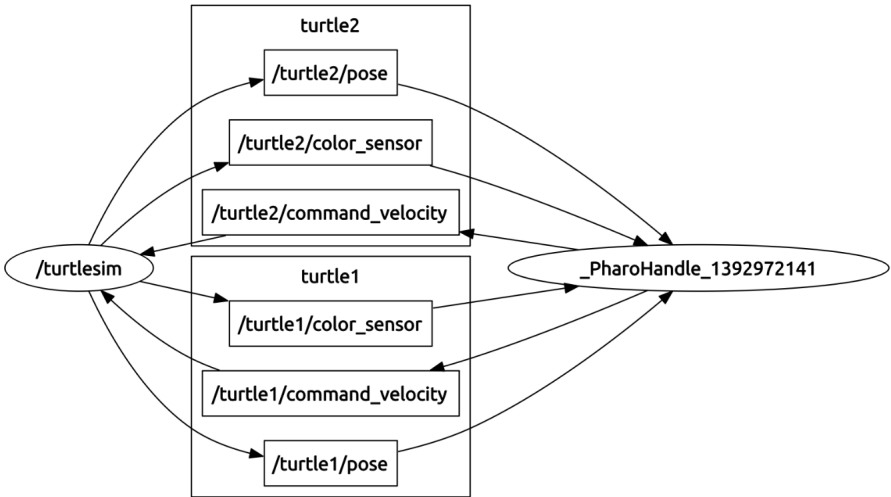 turtle2
/turtle2/pose
/turtle2/color_sensor
/turtle2/command_velocity
/turtlesim
_PharoHandle_1392972141
turtle1
/turtle1/color_sensor
/turtle1/command_velocity
/turtle1/pose